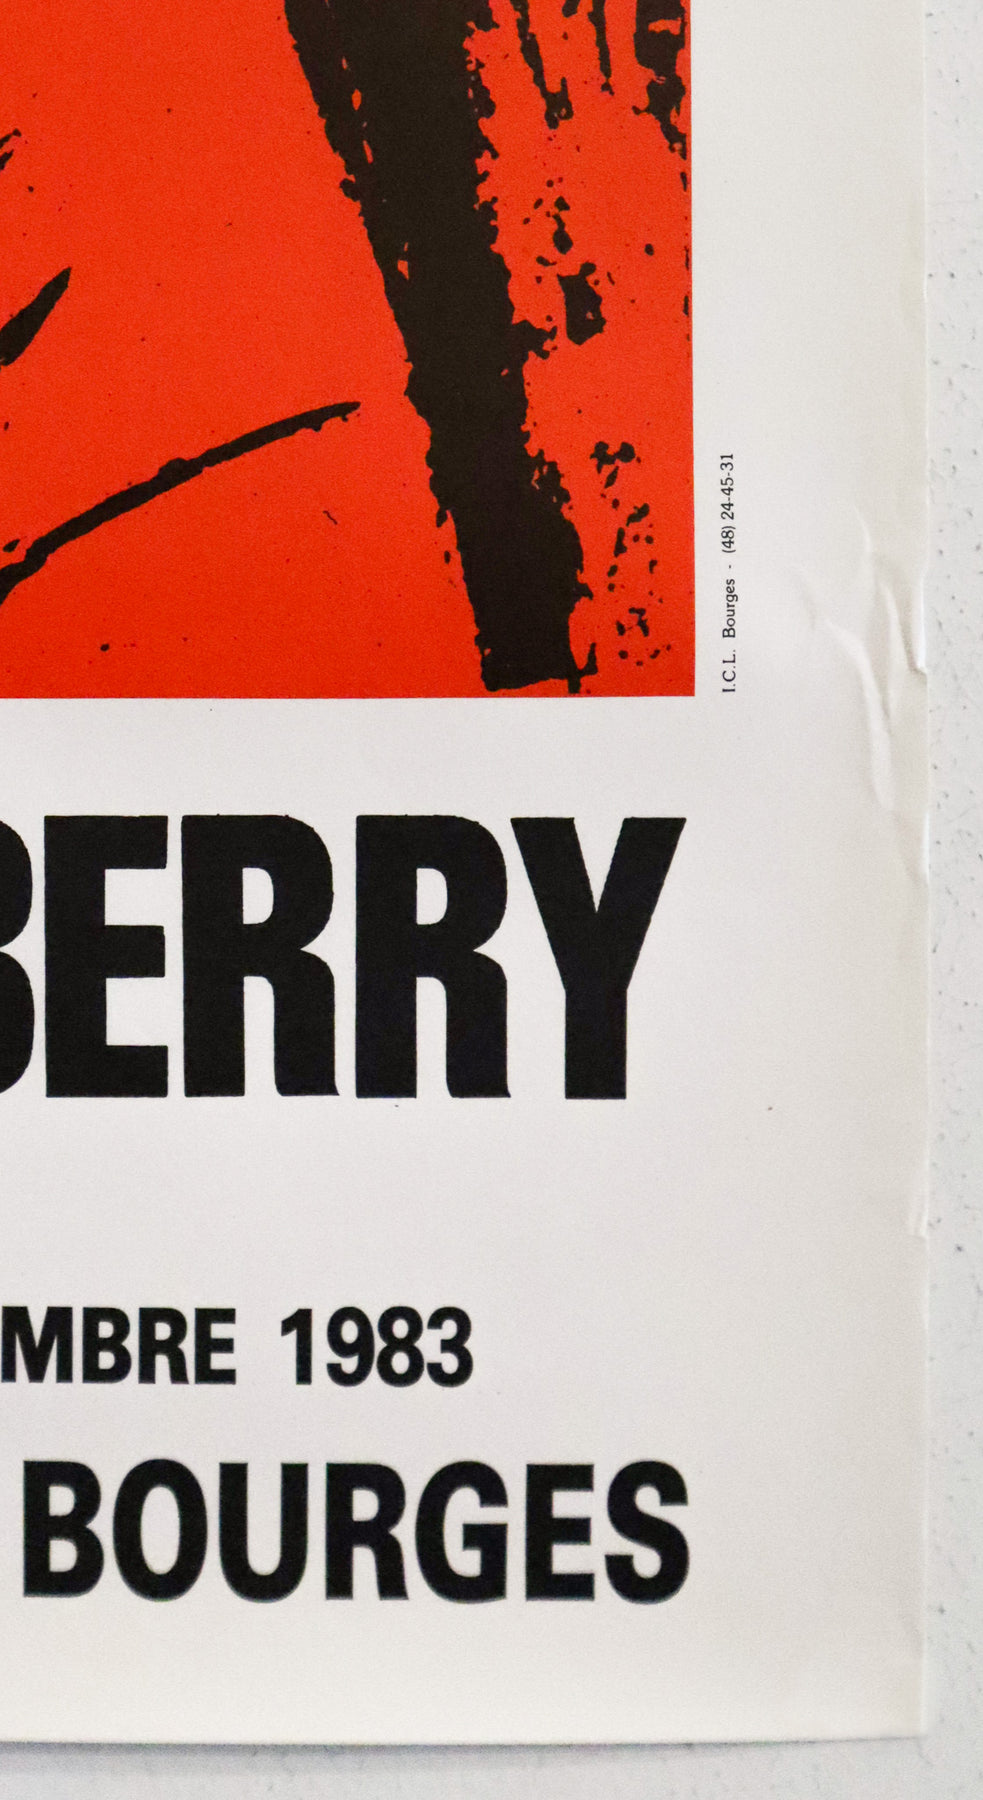 I.C.L. Bourges - (48) 24-45-31
BERRY
MBRE 1983
BOURGES